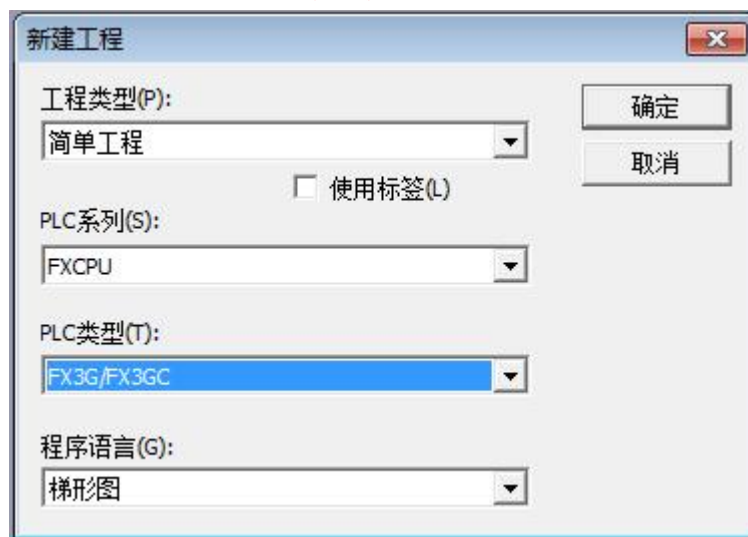 新建工程
工程类型(P):
简单工程
确定
使用标签(L)
取消
PLC系列(S):
FXCPU
PLC类型(T):
FX3G/FX3GC
程序语言(G):
梯形图